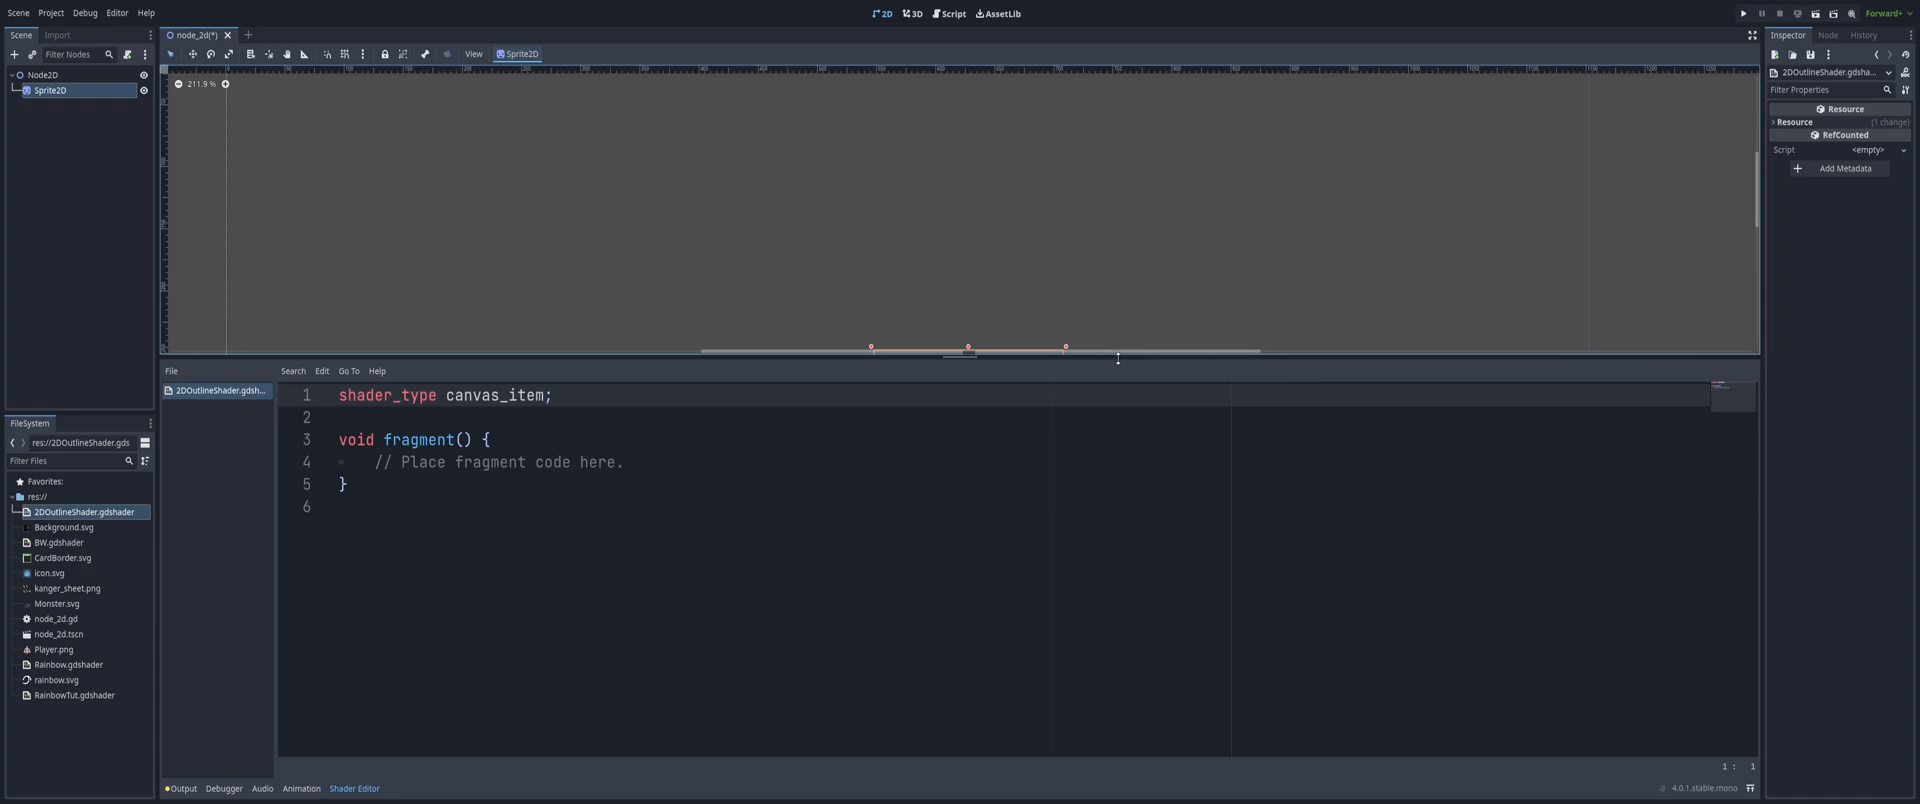 Scene Project Debug Editor Help
2D 3D Script AssetLib
Forward+
Scene Import
Filter Nodes
Node2D
Sprite2D
node_2d(*)
View Sprite2D
211.9 %
File
2DOutlineShader.gdsh...
Search Edit Go To Help
1 shader_type canvas_item;
2
3 void fragment() {
4 // Place fragment code here.
5 }
6
1 : 1
Output Debugger Audio Animation Shader Editor
4.0.1.stable.mono
FileSystem
res://2DOutlineShader.gds
Filter Files
Favorites:
res://
2DOutlineShader.gdshader
Background.svg
BW.gdshader
CardBorder.svg
icon.svg
kanger_sheet.png
Monster.svg
node_2d.gd
node_2d.tscn
Player.png
Rainbow.gdshader
rainbow.svg
RainbowTut.gdshader
Inspector Node History
2DOutlineShader.gdsha...
Filter Properties
Resource
Resource (1 change)
RefCounted
Script <empty>
Add Metadata